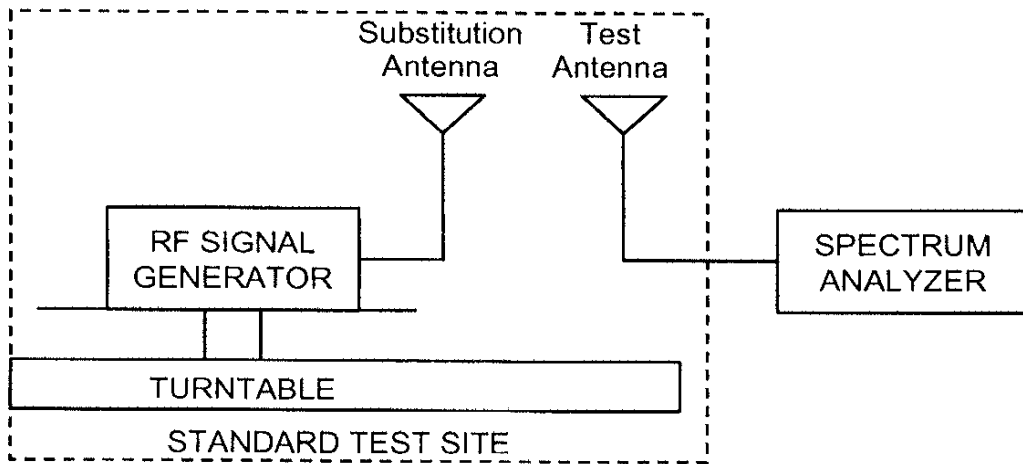 Substitution
Antenna
Test
Antenna
RF SIGNAL
GENERATOR
SPECTRUM
ANALYZER
TURNTABLE
STANDARD TEST SITE